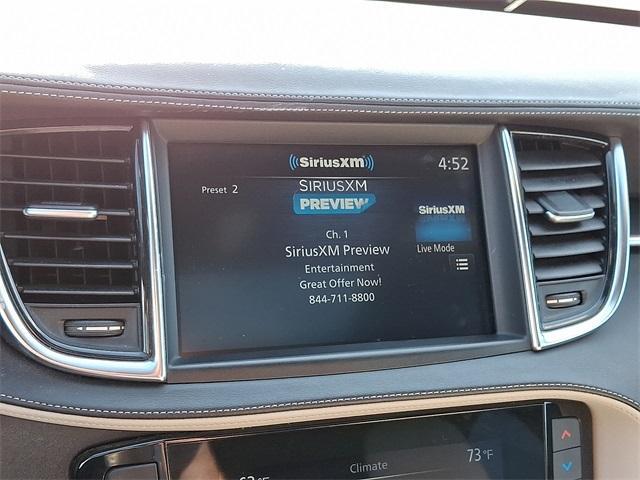 SiriusXM
4:52
Preset 2
SIRIUSXM
PREVIEW
SiriusXM
Ch. 1
SiriusXM Preview
Live Mode
Entertainment
Great Offer Now!
844-711-8800
73°F
Climate